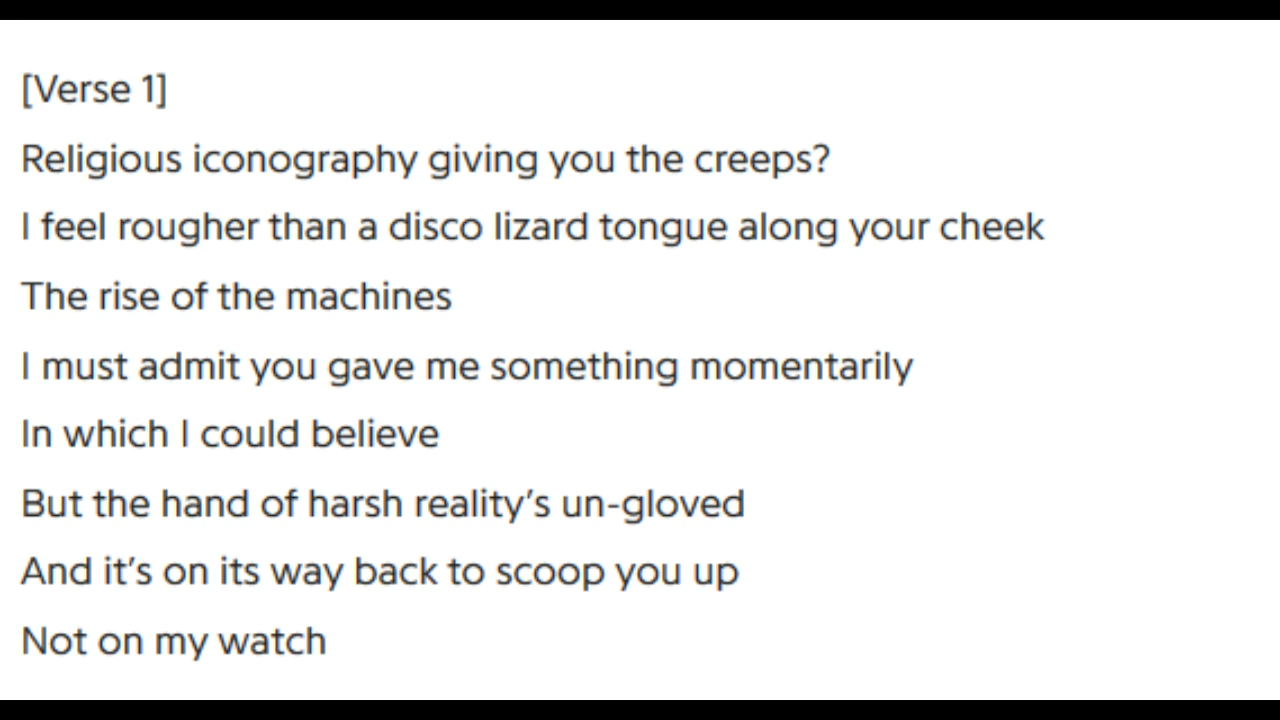 [Verse 1]
Religious iconography giving you the creeps?
I feel rougher than a disco lizard tongue along your cheek
The rise of the machines
I must admit you gave me something momentarily
In which I could believe
But the hand of harsh reality’s un-gloved
And it’s on its way back to scoop you up
Not on my watch